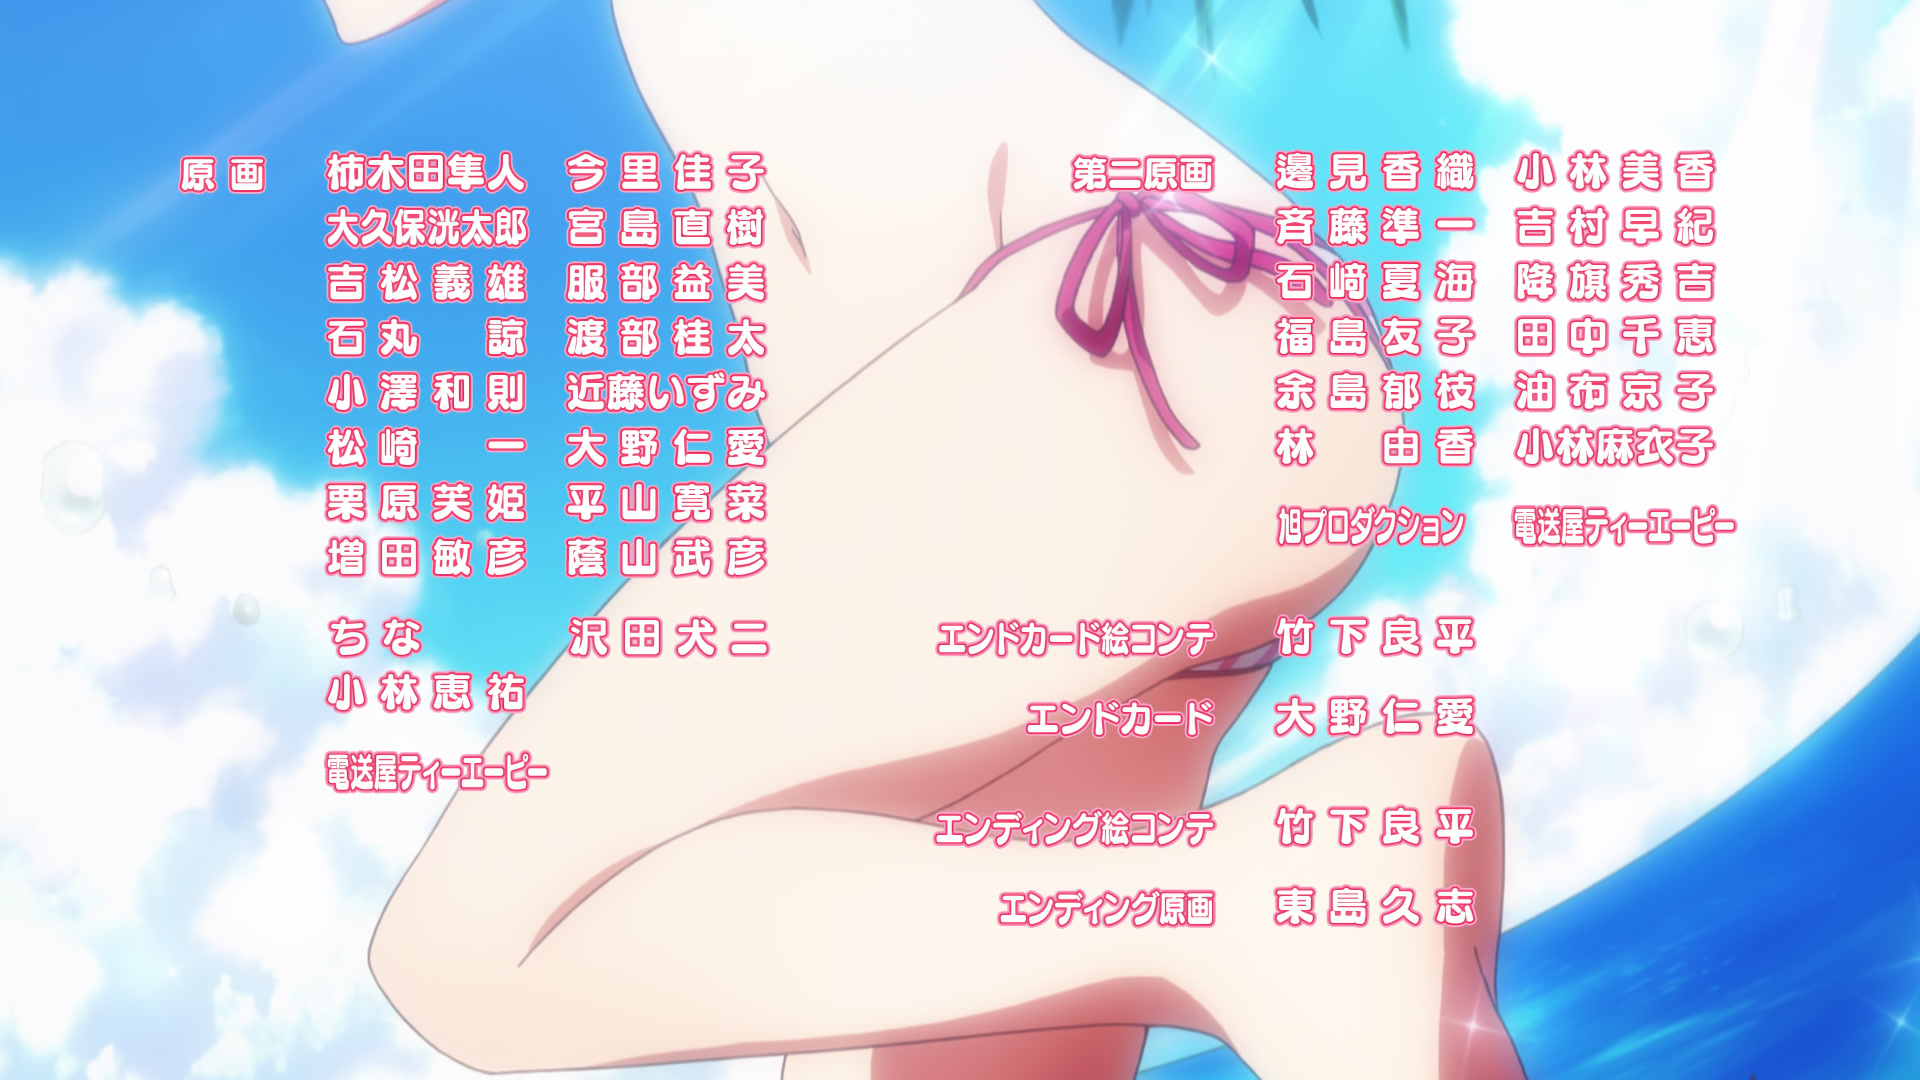 原画
柿木田隼人 今里佳子
大久保洸太郎 宮島直樹
吉松義雄 服部益美
石丸 諒 渡部桂太
小澤和則 近藤いずみ
松崎 一 大野仁愛
栗原芙姫 平山寛菜
増田敏彦 蔭山武彦
ちな 沢田犬二
小林恵祐
電送屋ティーエーピー
第二原画
邊見香織 小林美香
斉藤準一 吉村早紀
石﨑夏海 降旗秀吉
福島友子 田中千恵
余島郁枝 油布京子
林 由香 小林麻衣子
旭プロダクション 電送屋ティーエーピー
エンドカード絵コンテ 竹下良平
エンドカード 大野仁愛
エンディング絵コンテ 竹下良平
エンディング原画 東島久志